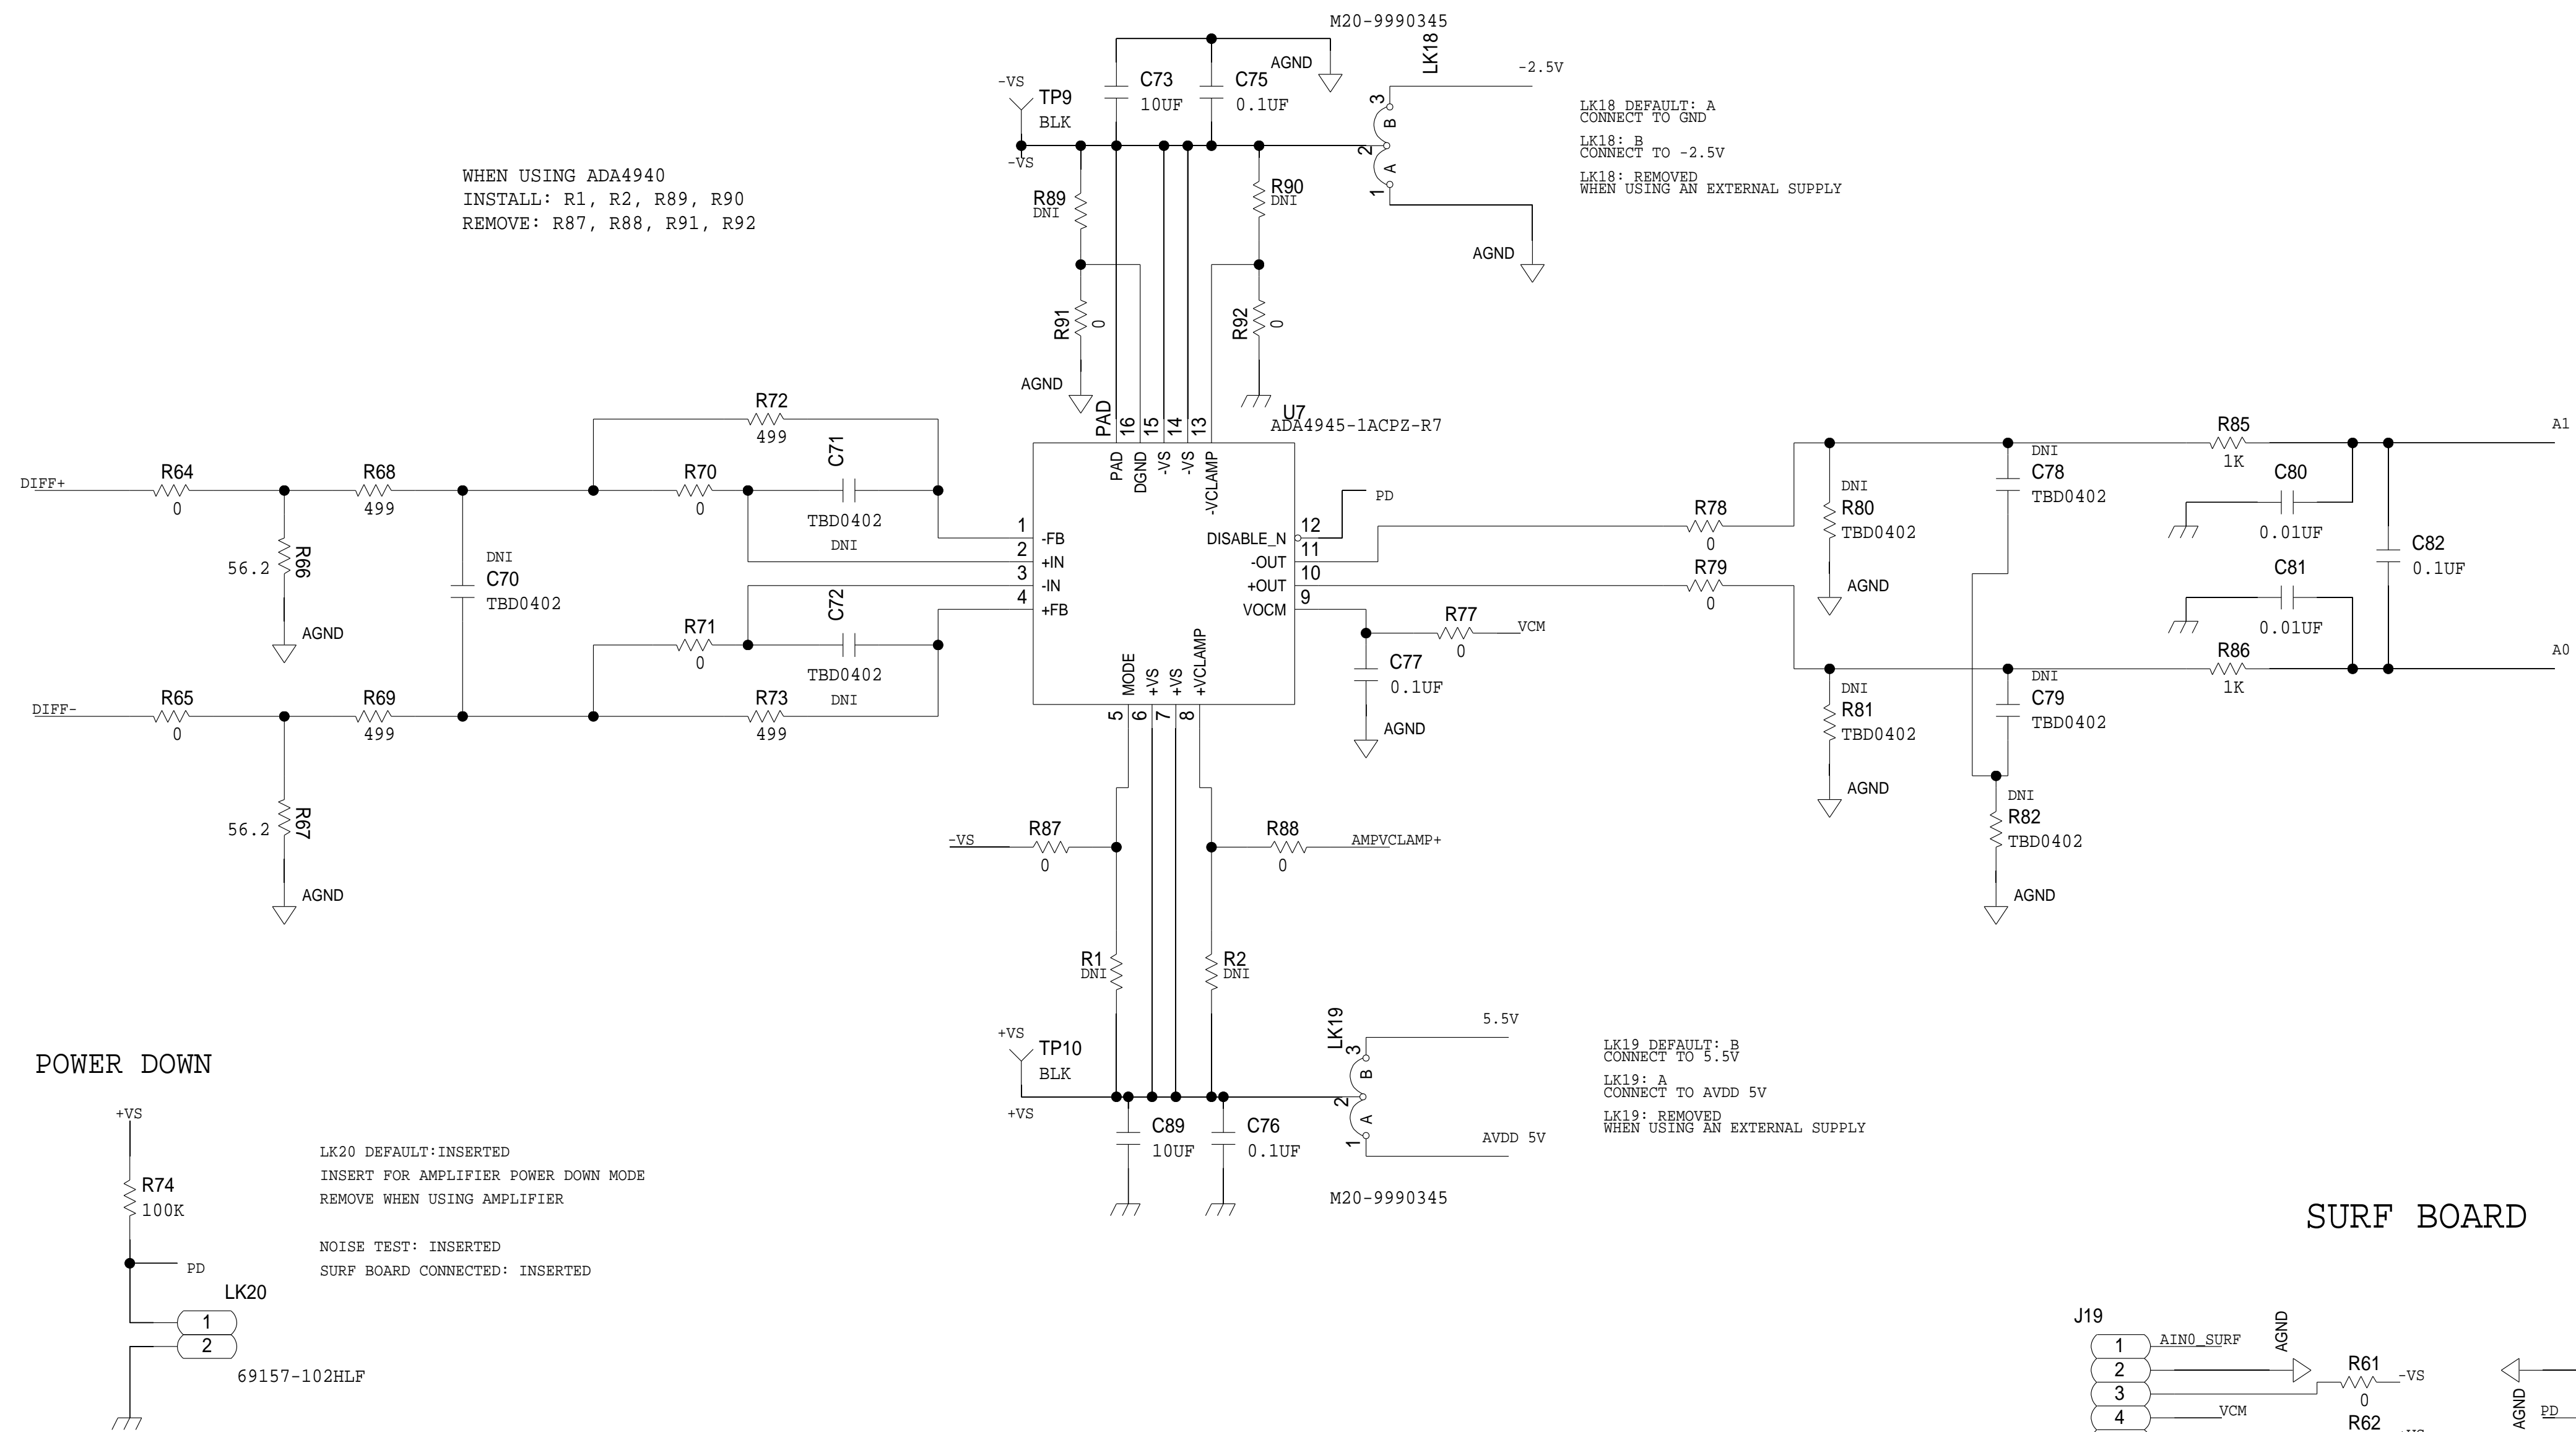 M20-9990345
LK18
AGND
-2.5V
-VS
TP9
BLK
C73
10UF
C75
0.1UF
3
B
2
A
1
-VS
LK18 DEFAULT: A
CONNECT TO GND
LK18: B
CONNECT TO -2.5V
LK18: REMOVED
WHEN USING AN EXTERNAL SUPPLY
WHEN USING ADA4940
INSTALL: R1, R2, R89, R90
REMOVE: R87, R88, R91, R92
R89
DNI
R90
DNI
AGND
R91
0
R92
0
AGND
PAD
16
15
14
13
U7
ADA4945-1ACPZ-R7
PAD
DGND
-VS
-VS
-VCLAMP
R72
499
C71
TBD0402
DNI
DIFF+
R64
0
R68
499
R70
0
R66
56.2
AGND
DNI
C70
TBD0402
1
-FB
2
+IN
3
-IN
4
+FB
DISABLE_N
12
PD
-OUT
11
+OUT
10
VOCM
9
R71
0
C72
TBD0402
DNI
DIFF-
R65
0
R69
499
R73
499
R67
56.2
AGND
MODE
+VS
+VS
+VCLAMP
5
6
7
8
R77
0
VCM
C77
0.1UF
AGND
R78
0
R79
0
DNI
R80
TBD0402
AGND
DNI
C78
TBD0402
R85
1K
A1
C80
0.01UF
C81
0.01UF
C82
0.1UF
R86
1K
A0
DNI
R81
TBD0402
AGND
DNI
C79
TBD0402
DNI
R82
TBD0402
AGND
-VS
R87
0
R88
0
AMPVCLAMP+
R1
DNI
R2
DNI
+VS
TP10
BLK
+VS
LK19
5.5V
3
B
2
A
1
AVDD 5V
C89
10UF
C76
0.1UF
M20-9990345
LK19 DEFAULT: B
CONNECT TO 5.5V
LK19: A
CONNECT TO AVDD 5V
LK19: REMOVED
WHEN USING AN EXTERNAL SUPPLY
POWER DOWN
+VS
R74
100K
PD
LK20
1
2
69157-102HLF
LK20 DEFAULT:INSERTED
INSERT FOR AMPLIFIER POWER DOWN MODE
REMOVE WHEN USING AMPLIFIER
NOISE TEST: INSERTED
SURF BOARD CONNECTED: INSERTED
SURF BOARD
J19
1
AIN0_SURF
2
AGND
3
R61
0
-VS
4
VCM
R62
AGND
PD